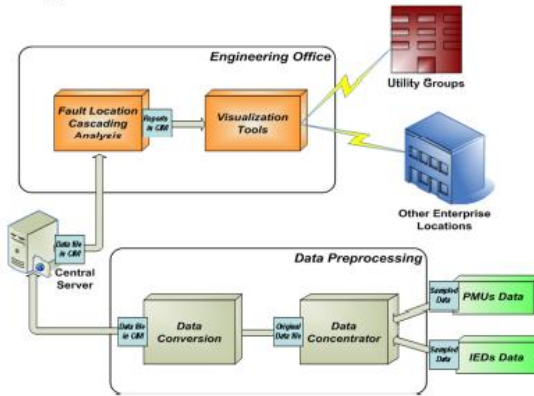 Engineering Office
Utility Groups
Fault Location
Cascading
Analysis
Reports
in CIM
Visualization
Tools
Other Enterprise
Locations
Data file
in CIM
Central
Server
Data Preprocessing
Data file
in CIM
Data
Conversion
Original
Data file
Data
Concentrator
Sampled
Data
PMUs Data
Sampled
Data
IEDs Data